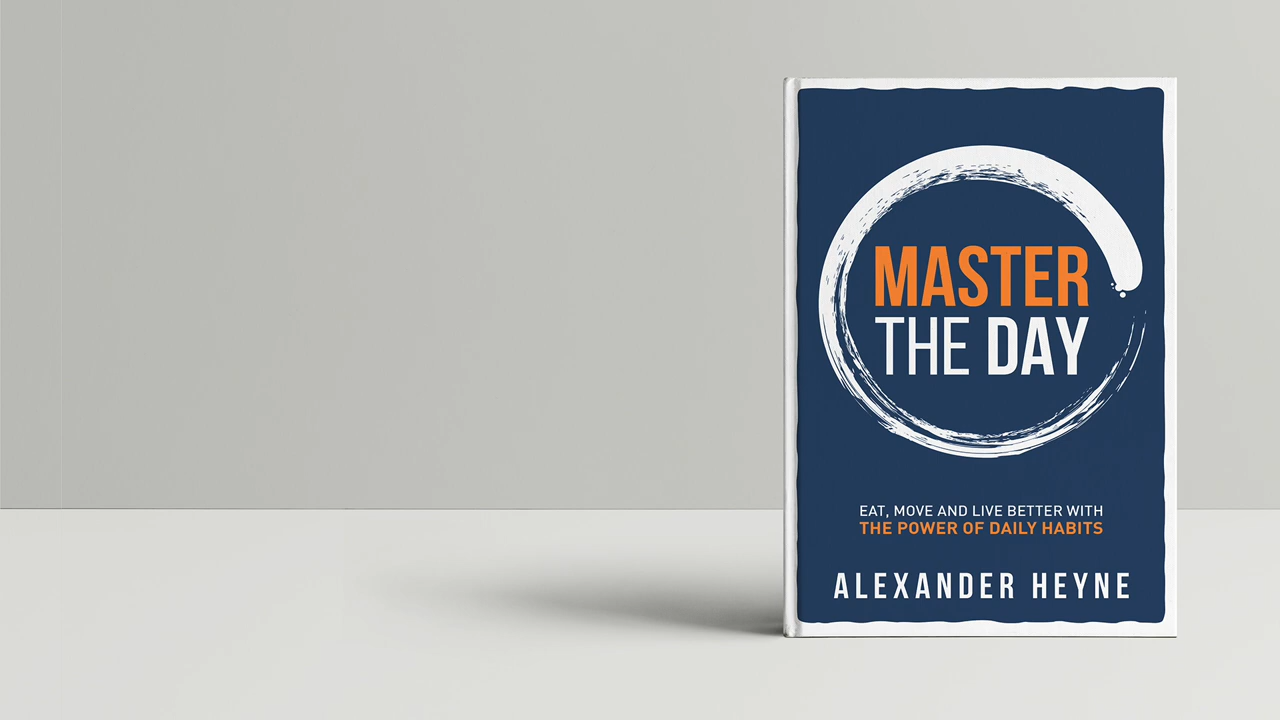 MASTER
THE DAY
EAT, MOVE AND LIVE BETTER WITH
THE POWER OF DAILY HABITS
ALEXANDER HEYNE